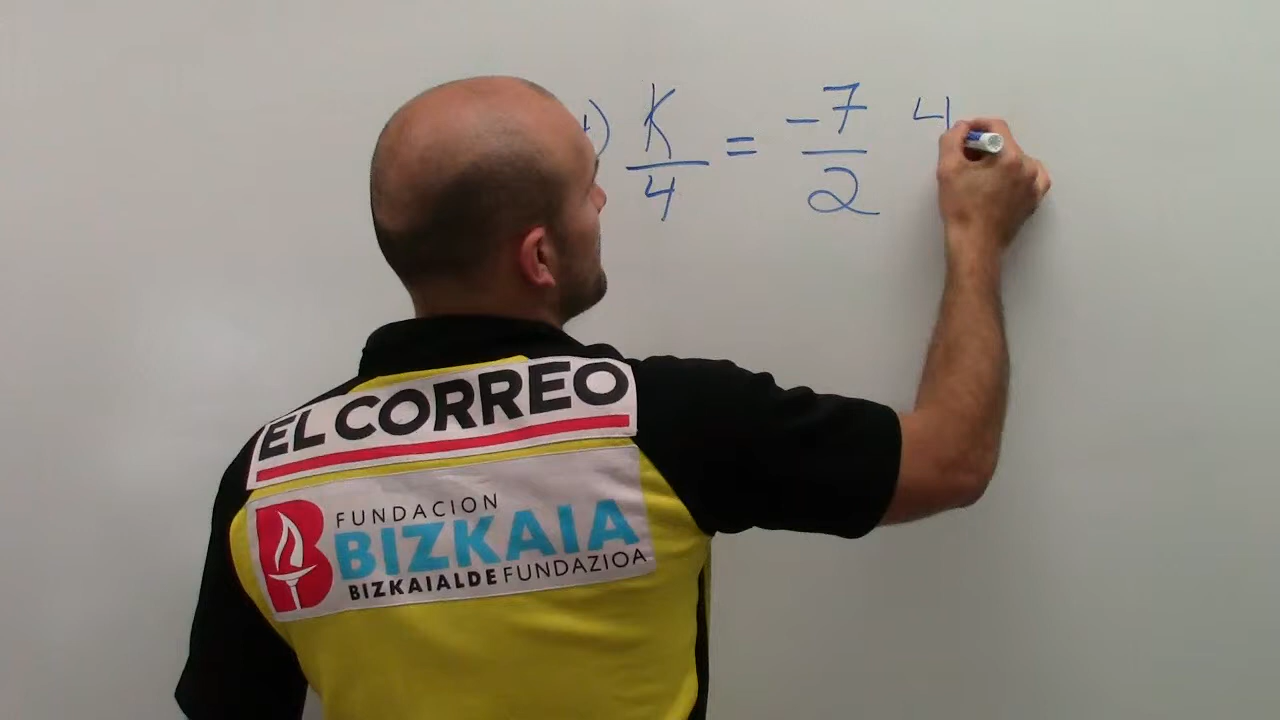 K/4 = -7/2 4
EL CORREO
FUNDACION
BIZKAIA
BIZKAIALDE FUNDAZIOA